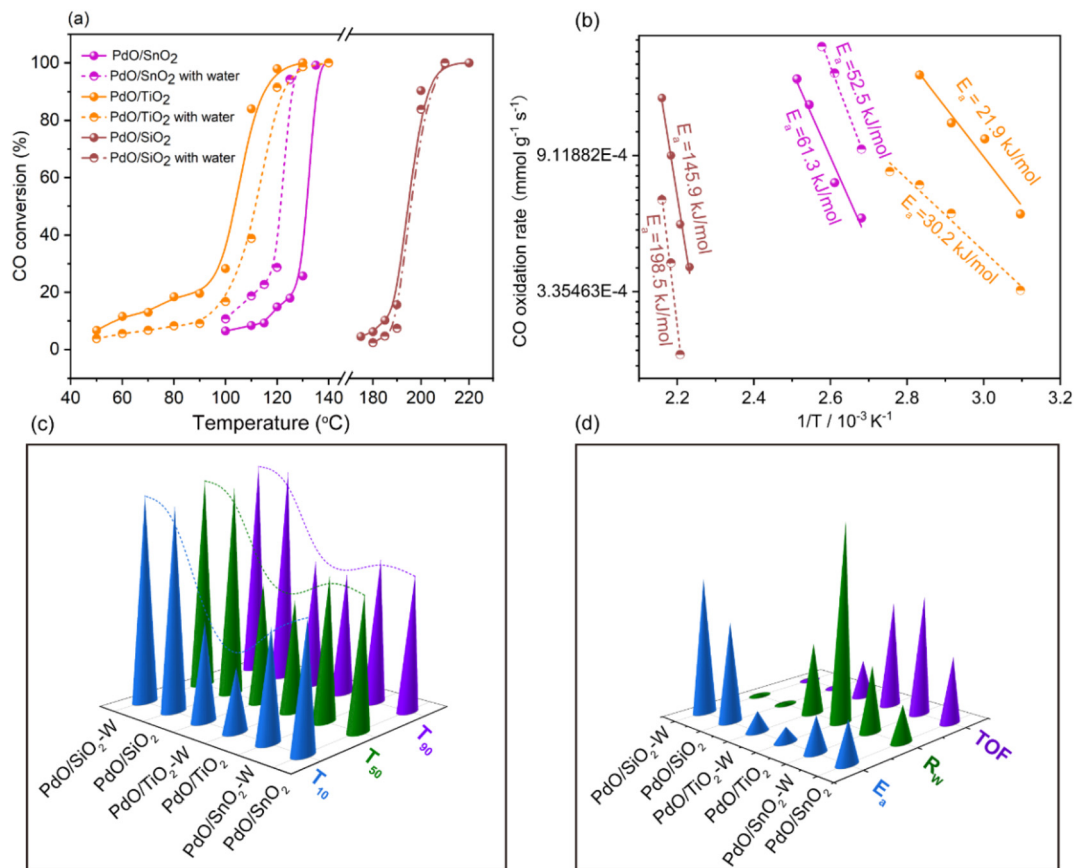 (a)
CO conversion (%)
100
80
60
40
20
0
PdO/SnO₂
PdO/SnO₂ with water
PdO/TiO₂
PdO/TiO₂ with water
PdO/SiO₂
PdO/SiO₂ with water
40 60 80 100 120 140 180 200 220
Temperature (°C)
(b)
CO oxidation rate (mmol g⁻¹ s⁻¹)
9.11882E-4
3.35463E-4
Eₐ=145.9 kJ/mol
Eₐ=198.5 kJ/mol
Eₐ=61.3 kJ/mol
Eₐ=52.5 kJ/mol
Eₐ=21.9 kJ/mol
Eₐ=30.2 kJ/mol
2.2 2.4 2.6 2.8 3.0 3.2
1/T / 10⁻³ K⁻¹
(c)
PdO/SiO₂-W
PdO/SiO₂
PdO/TiO₂-W
PdO/TiO₂
PdO/SnO₂-W
PdO/SnO₂
T₁₀
T₅₀
T₉₀
(d)
PdO/SiO₂-W
PdO/SiO₂
PdO/TiO₂-W
PdO/TiO₂
PdO/SnO₂-W
PdO/SnO₂
Eₐ
R_W
TOF